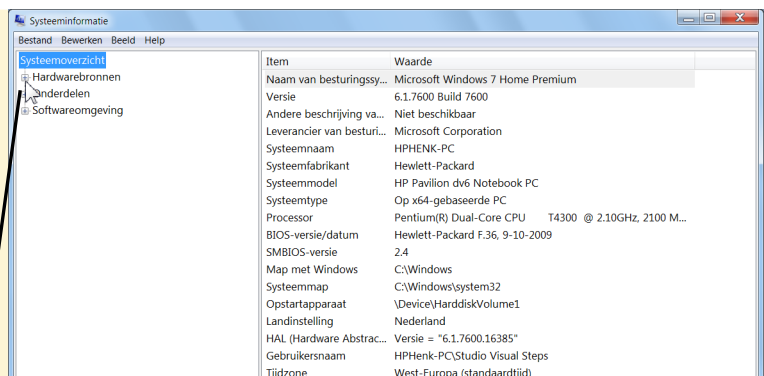 Systeeminformatie
Bestand Bewerken Beeld Help
Systeemoverzicht
Hardwarebronnen
Onderdelen
Softwareomgeving
Item Waarde
Naam van besturingssy... Microsoft Windows 7 Home Premium
Versie 6.1.7600 Build 7600
Andere beschrijving va... Niet beschikbaar
Leverancier van besturi... Microsoft Corporation
Systeemnaam HPHENK-PC
Systeemfabrikant Hewlett-Packard
Systeemmodel HP Pavilion dv6 Notebook PC
Systeemtype Op x64-gebaseerde PC
Processor Pentium(R) Dual-Core CPU T4300 @ 2.10GHz, 2100 M...
BIOS-versie/datum Hewlett-Packard F.36, 9-10-2009
SMBIOS-versie 2.4
Map met Windows C:\Windows
Systeemmap C:\Windows\system32
Opstartapparaat \Device\HarddiskVolume1
Landinstelling Nederland
HAL (Hardware Abstrac... Versie = "6.1.7600.16385"
Gebruikersnaam HPHenk-PC\Studio Visual Steps
Tijdzone West-Europa (standaardtijd)